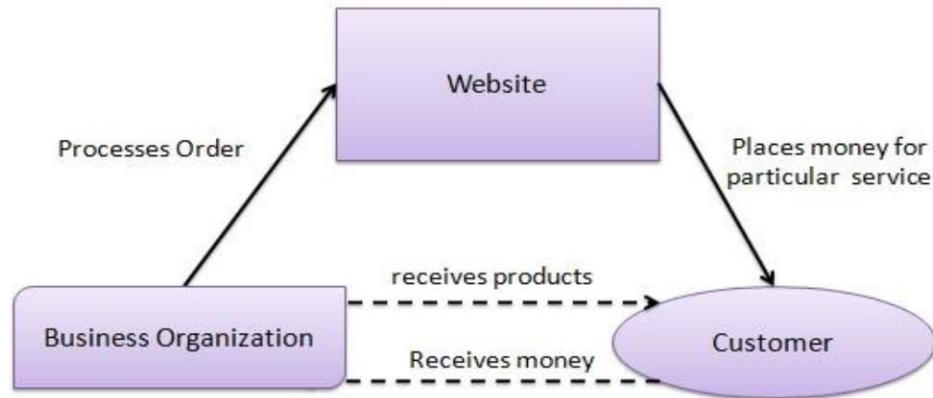 Website
Processes Order
Places money for
particular service
receives products
Business Organization
Customer
Receives money